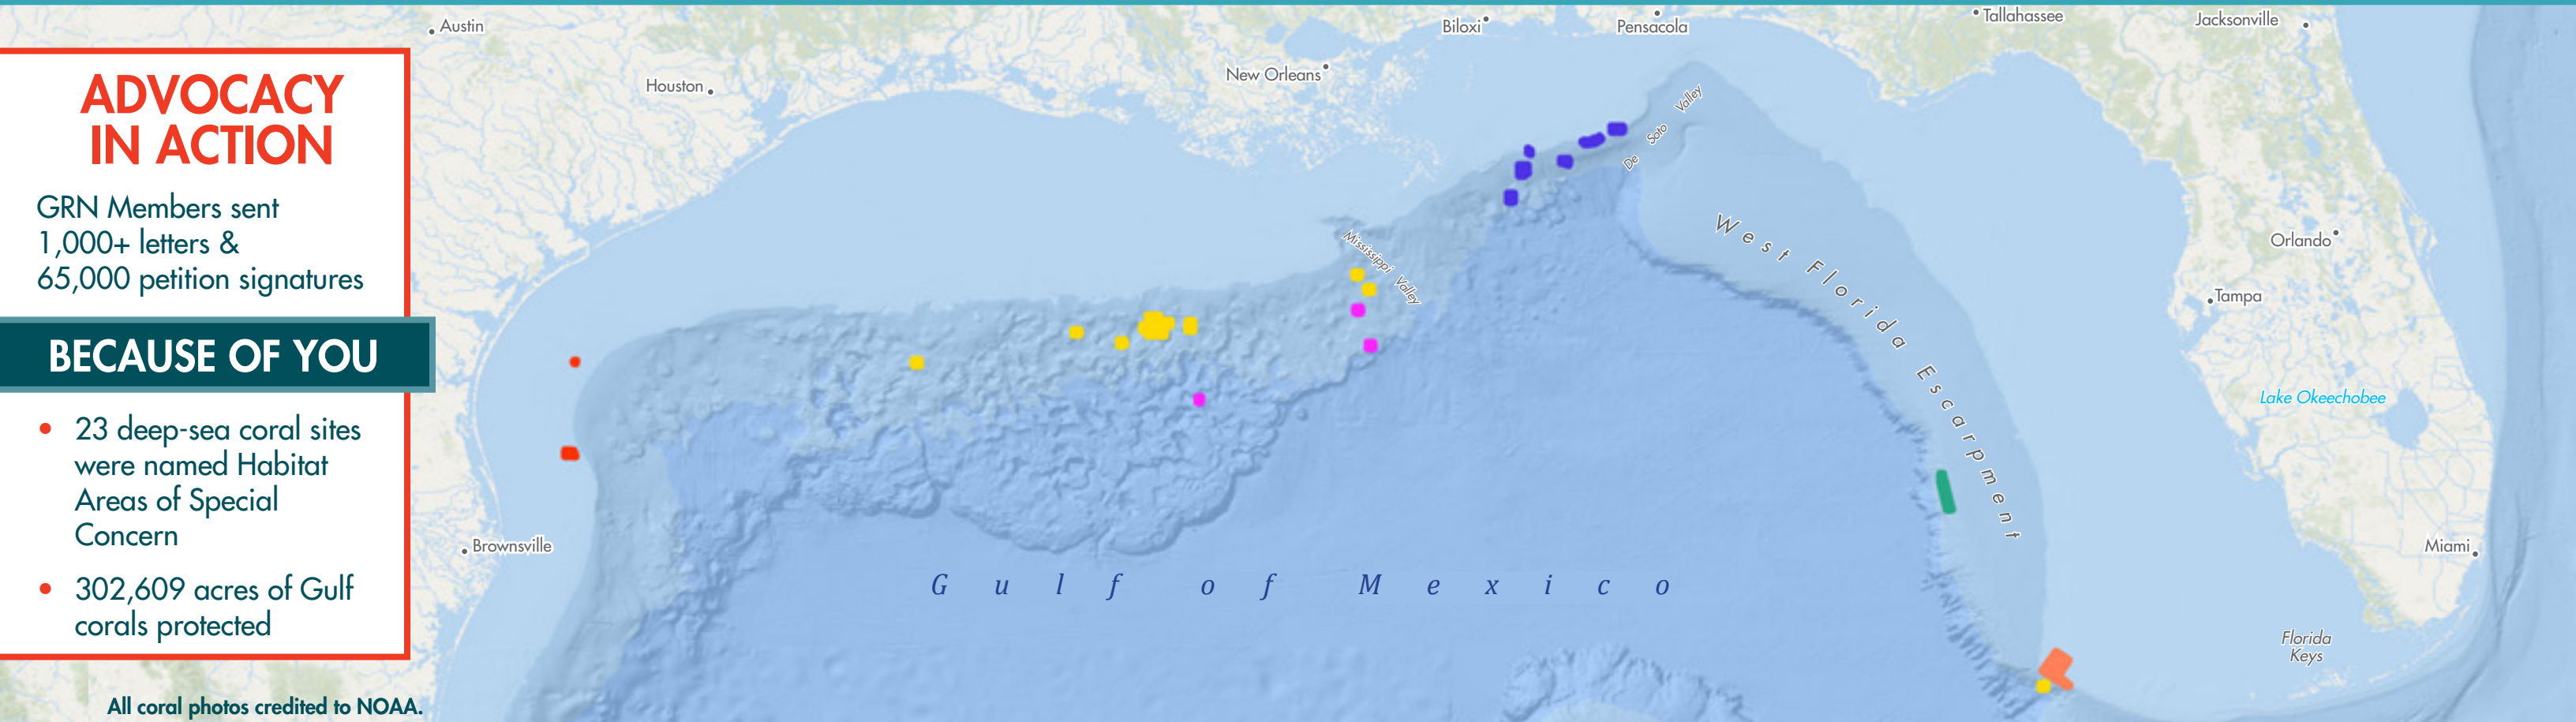 ADVOCACY
IN ACTION
GRN Members sent
1,000+ letters &
65,000 petition signatures
BECAUSE OF YOU
• 23 deep-sea coral sites
were named Habitat
Areas of Special
Concern
• 302,609 acres of Gulf
corals protected
All coral photos credited to NOAA.
Austin
Houston
Brownsville
New Orleans
Biloxi
Pensacola
Tallahassee
Jacksonville
De Soto Valley
Mississippi Valley
West Florida Escarpment
Orlando
Tampa
Lake Okeechobee
Miami
Florida
Keys
Gulf of Mexico